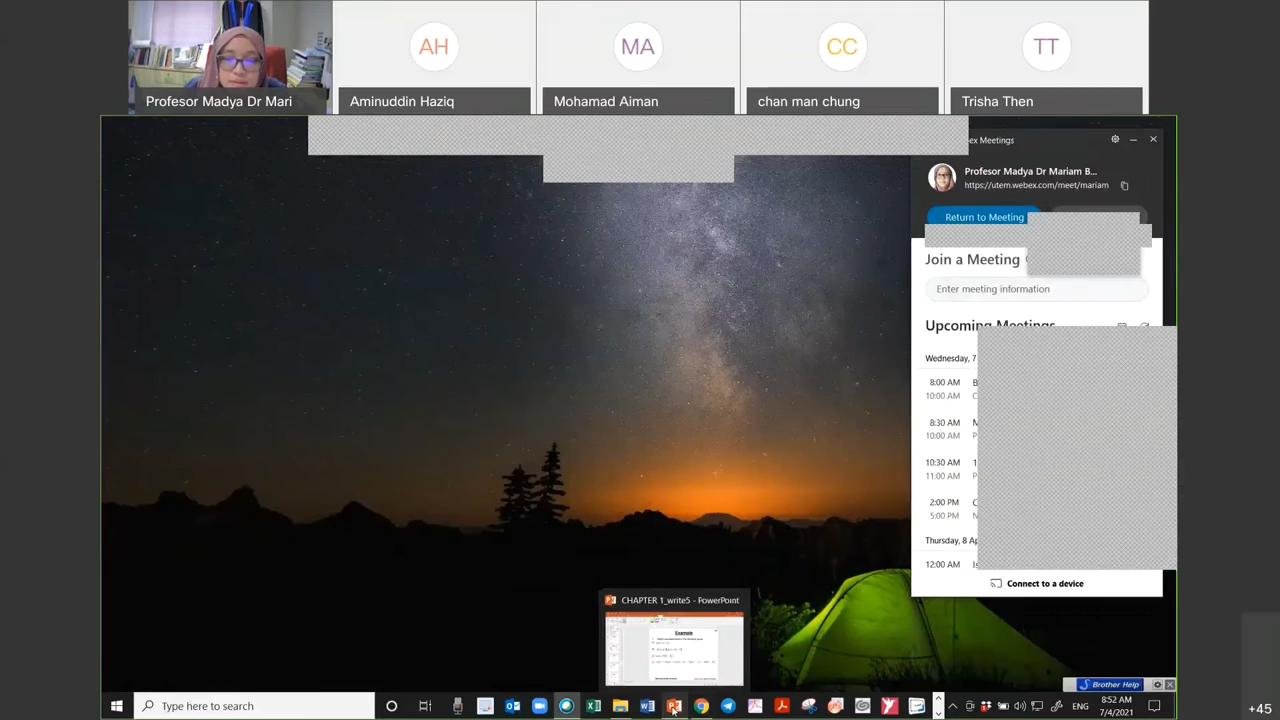 AH
MA
CC
TT
Profesor Madya Dr Mari
Aminuddin Haziq
Mohamad Aiman
chan man chung
Trisha Then
ex Meetings
Profesor Madya Dr Mariam B...
https://utem.webex.com/meet/mariam
Return to Meeting
Join a Meeting
Enter meeting information
Upcoming Meetings
Wednesday, 7
8:00 AM
10:00 AM
8:30 AM
10:00 AM
10:30 AM
11:00 AM
2:00 PM
5:00 PM
Thursday, 8 Ap
12:00 AM
Connect to a device
CHAPTER 1_write5 - PowerPoint
Example
Brother Help
Type here to search
ENG
8:52 AM
7/4/2021
+45